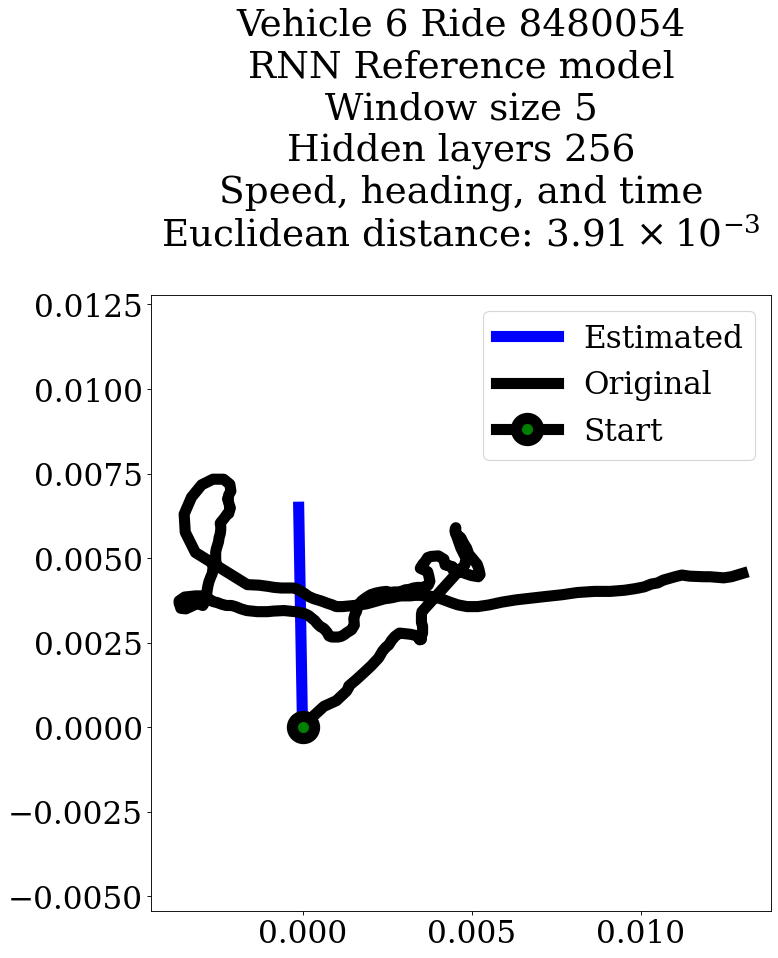 Vehicle 6 Ride 8480054
RNN Reference model
Window size 5
Hidden layers 256
Speed, heading, and time
Euclidean distance: 3.91 × 10⁻³
0.0125
0.0100
0.0075
0.0050
0.0025
0.0000
−0.0025
−0.0050
Estimated
Original
Start
0.000
0.005
0.010